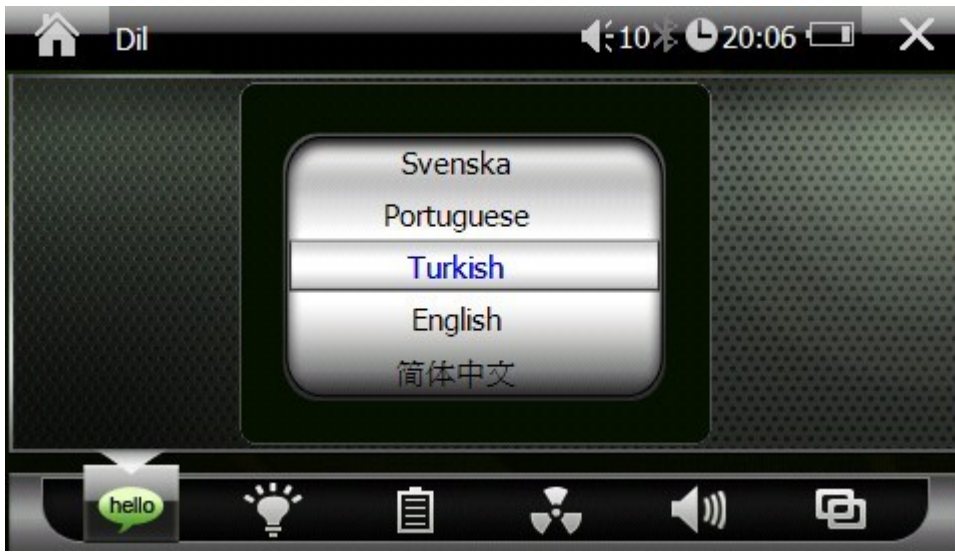 Dil
10
20:06
Svenska
Portuguese
Turkish
English
简体中文
hello